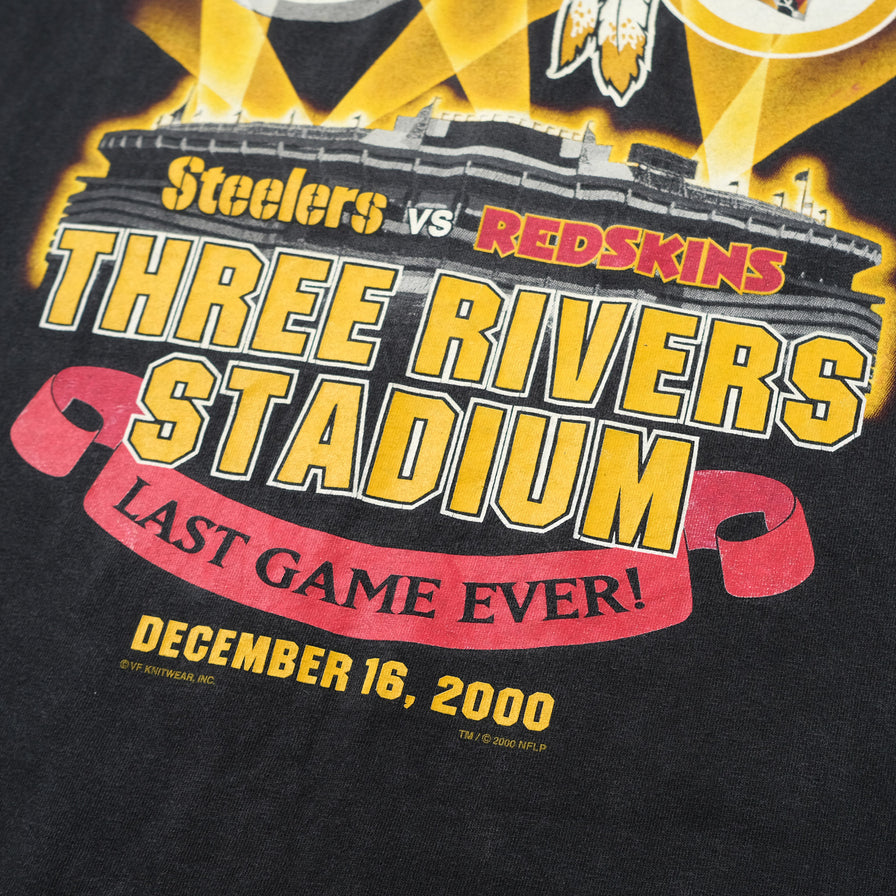 Steelers vs REDSKINS
THREE RIVERS
STADIUM
LAST GAME EVER!
DECEMBER 16, 2000
© VF KNITWEAR, INC.
TM / © 2000 NFLP